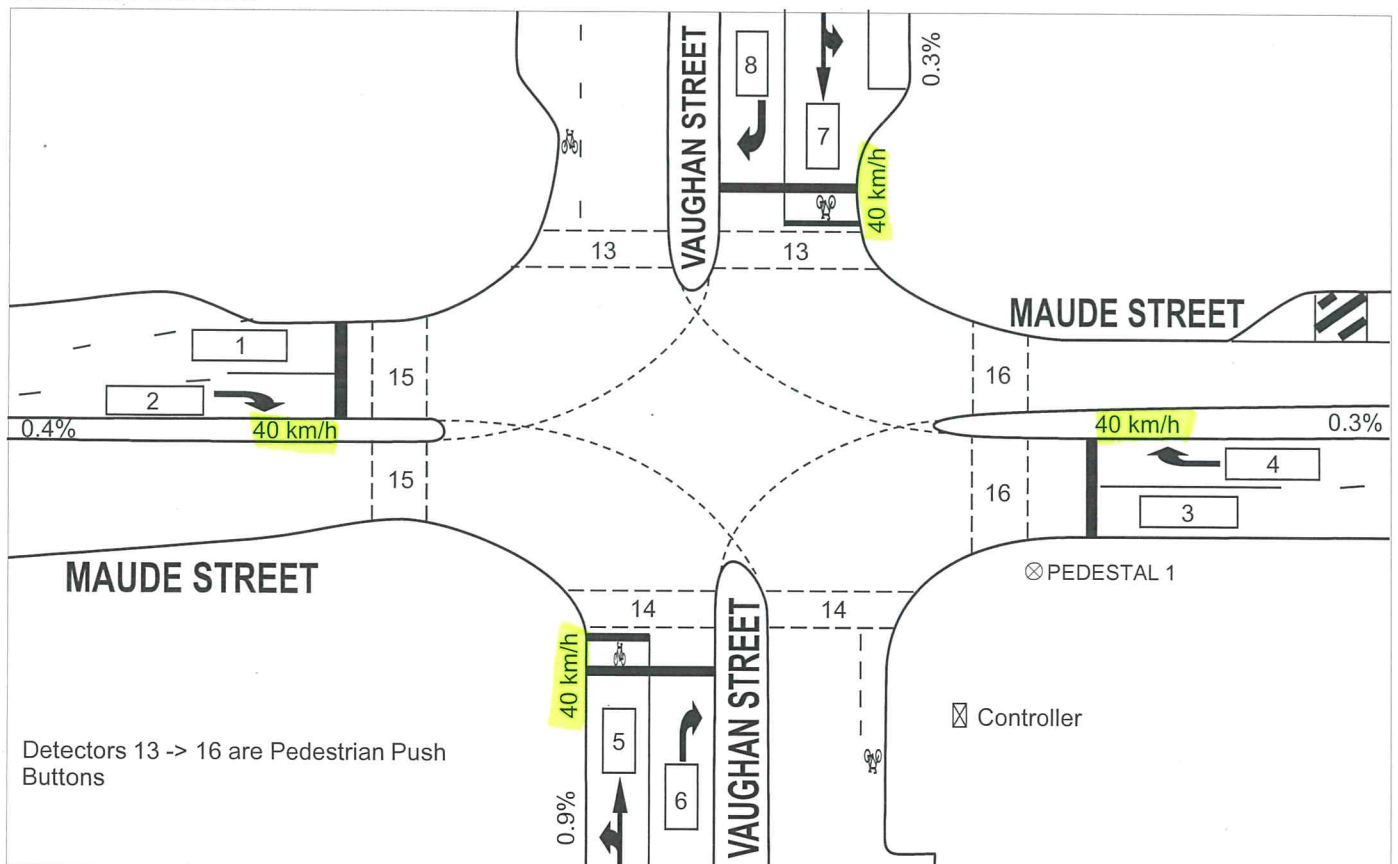 VAUGHAN STREET
8
7
0.3%
40 km/h
13
13
MAUDE STREET
1
15
16
2
0.4%
40 km/h
40 km/h
0.3%
15
16
4
3
MAUDE STREET
PEDESTAL 1
14
14
40 km/h
VAUGHAN STREET
Controller
Detectors 13 -> 16 are Pedestrian Push
Buttons
5
6
0.9%